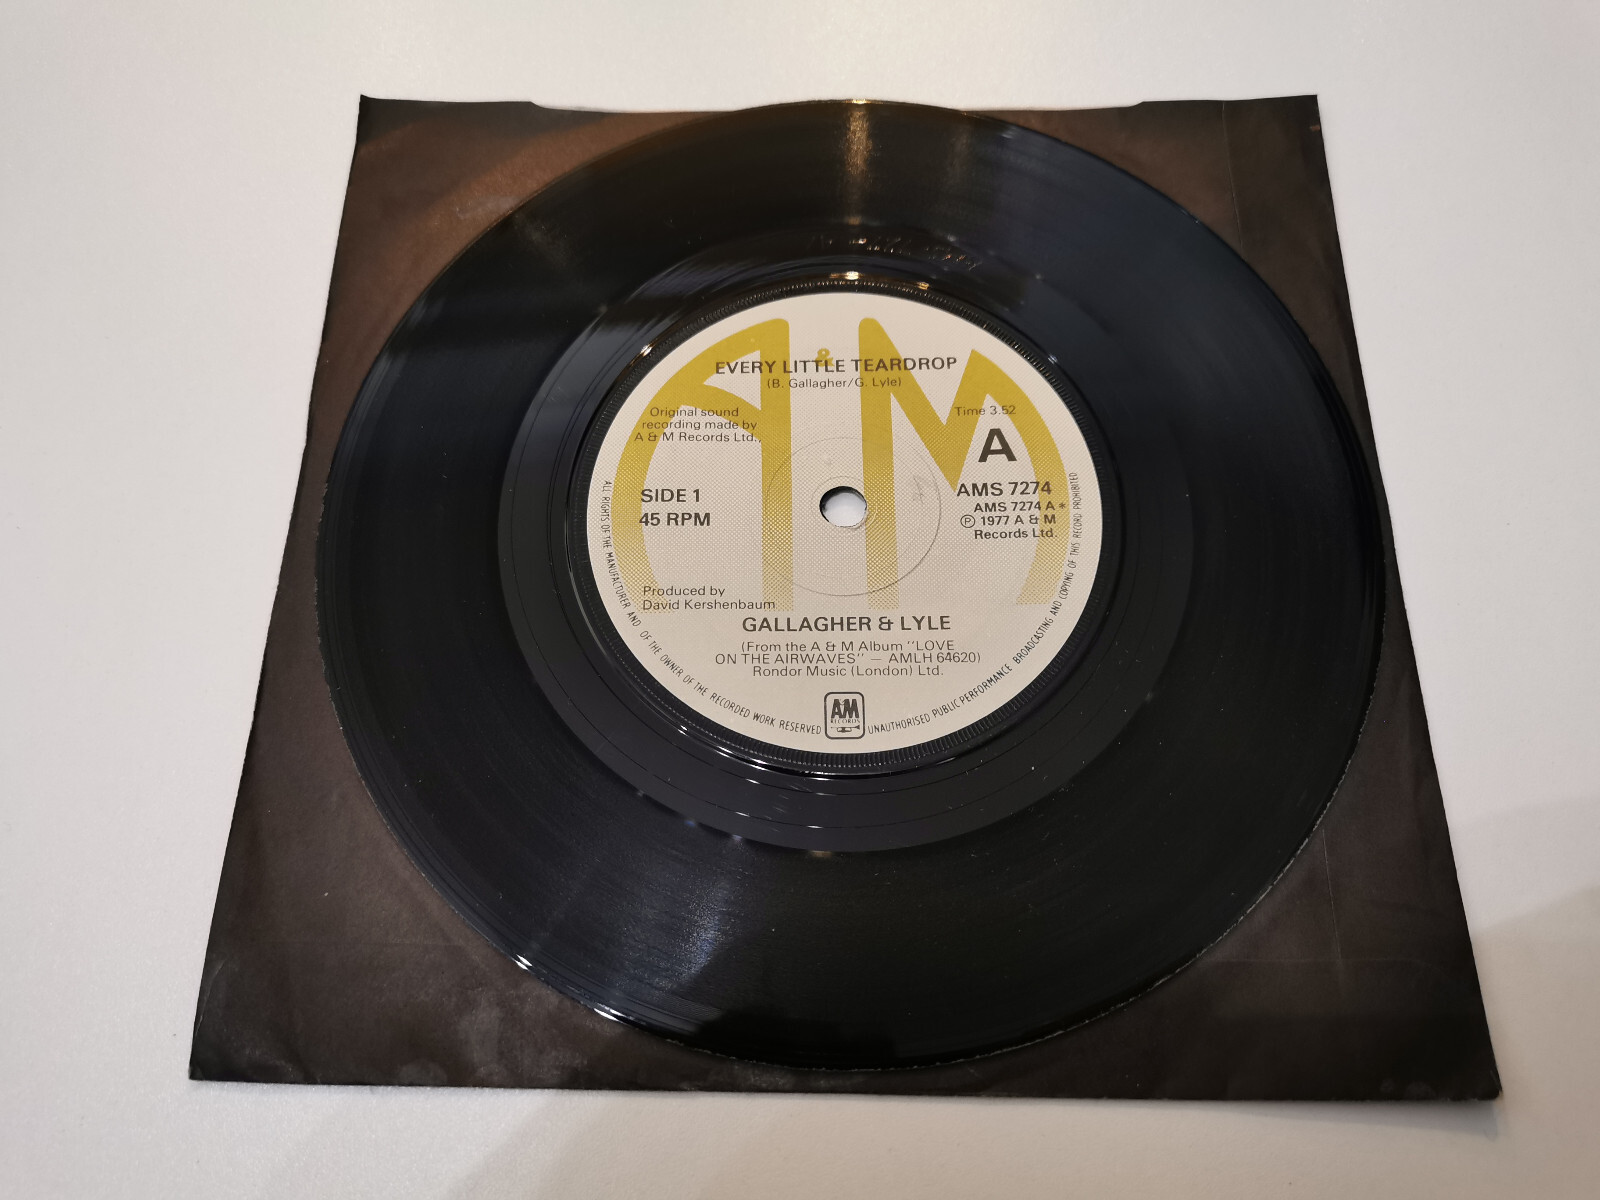 A & M
EVERY LITTLE TEARDROP
(B. Gallagher/G. Lyle)
Original sound
recording made by
A & M Records Ltd.,
Time 3.52
A
SIDE 1
45 RPM
AMS 7274
AMS 7274 A*
Ⓟ 1977 A & M
Records Ltd.
Produced by
David Kershenbaum
GALLAGHER & LYLE
(From the A & M Album "LOVE
ON THE AIRWAVES" — AMLH 64620)
Rondor Music (London) Ltd.
AM
RECORDS
ALL RIGHTS OF THE MANUFACTURER AND OF THE OWNER OF THE RECORDED WORK RESERVED
UNAUTHORISED PUBLIC PERFORMANCE BROADCASTING AND COPYING OF THIS RECORD PROHIBITED